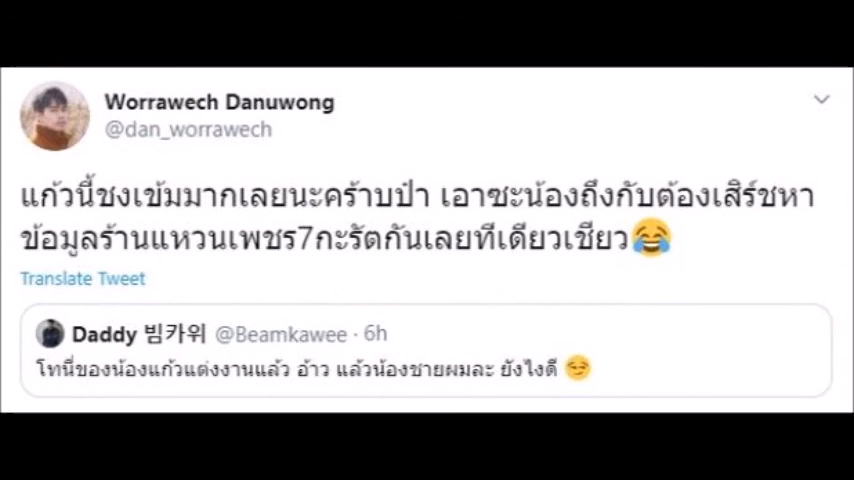 Worrawech Danuwong
@dan_worrawech
แก้วนี้ชงเข้มมากเลยนะคร้าบป๋า เอาซะน้องถึงกับต้องเสิร์ชหา
ข้อมูลร้านแหวนเพชร7กะรัตกันเลยทีเดียวเชียว😂
Translate Tweet
Daddy 빔카위 @Beamkawee · 6h
โทนี่ของน้องแก้วแต่งงานแล้ว อ้าว แล้วน้องชายผมละ ยังไงดี 😏